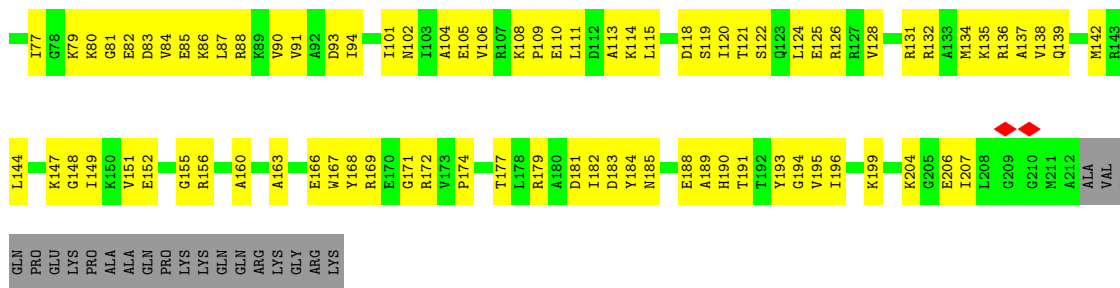 I77 G78 K79 K80 G81 E82 D83 V84 E85 K86 L87 R88 K89 V90 V91 A92 D93 I94 I101 N102 I103 A104 E105 V106 R107 K108 P109 E110 L111 D112 A113 K114 L115 D118 S119 I120 T121 S122 Q123 L124 E125 R126 R127 V128 R131 R132 A133 M134 K135 R136 A137 V138 Q139 M142 R143
L144 K147 G148 I149 K150 V151 E152 G155 R156 A160 A163 E166 W167 Y168 R169 E170 G171 R172 V173 P174 T177 L178 R179 A180 D181 I182 D183 Y184 N185 E188 A189 H190 T191 T192 Y193 G194 V195 I196 K199 K204 G205 E206 I207 L208 G209 G210 M211 A212 ALA VAL
GLN PRO GLU LYS PRO ALA ALA GLN PRO LYS LYS GLN GLN ARG LYS GLY ARG LYS